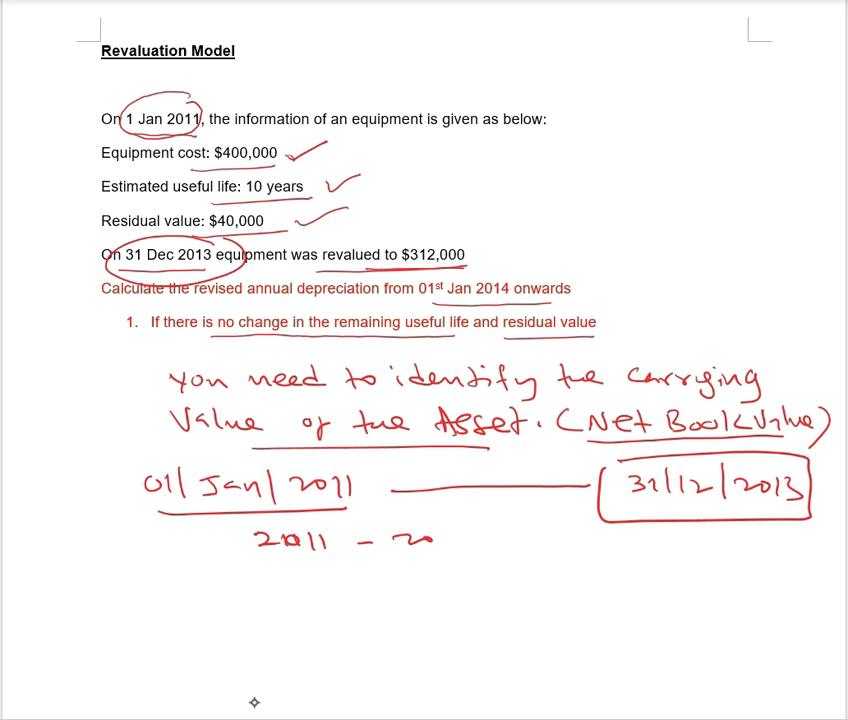 Revaluation Model
On 1 Jan 2011, the information of an equipment is given as below:
Equipment cost: $400,000
Estimated useful life: 10 years
Residual value: $40,000
On 31 Dec 2013 equipment was revalued to $312,000
Calculate the revised annual depreciation from 01st Jan 2014 onwards
1. If there is no change in the remaining useful life and residual value
You need to identify the Carrying
Value of the Asset. (Net Book Value)
01/ Jan/ 2011 31/12/2013
2011 - 20